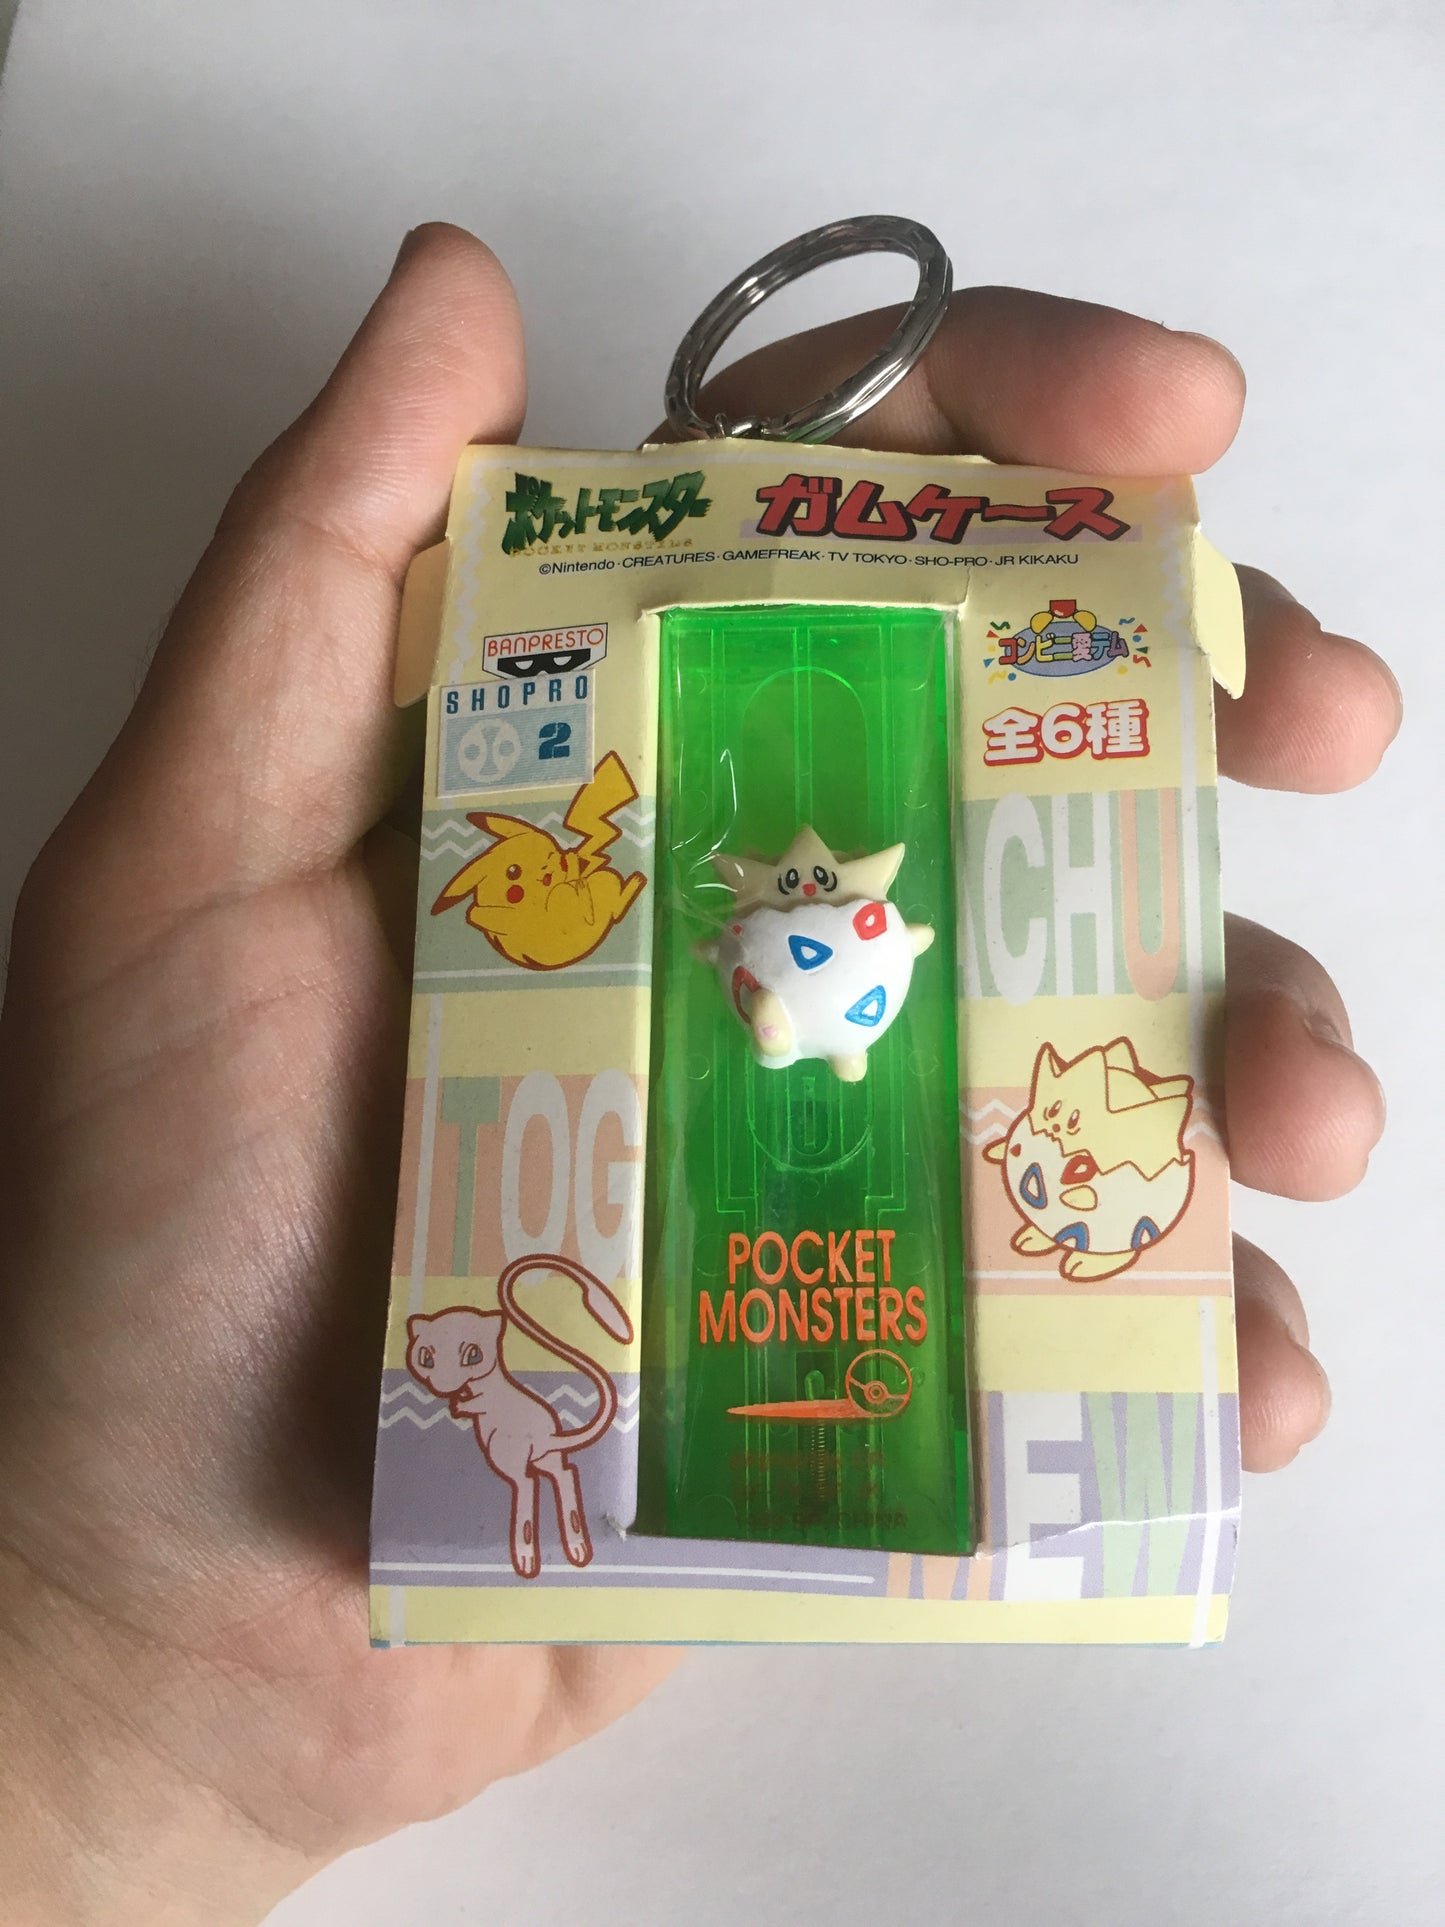 ポケットモンスター
POCKET MONSTERS
ガムケース
©Nintendo・CREATURES・GAMEFREAK・TV TOKYO・SHO-PRO・JR KIKAKU
BANPRESTO
SHOPRO
2
コンビニ愛テム
全6種
ACHU
TOG
POCKET
MONSTERS
MEW